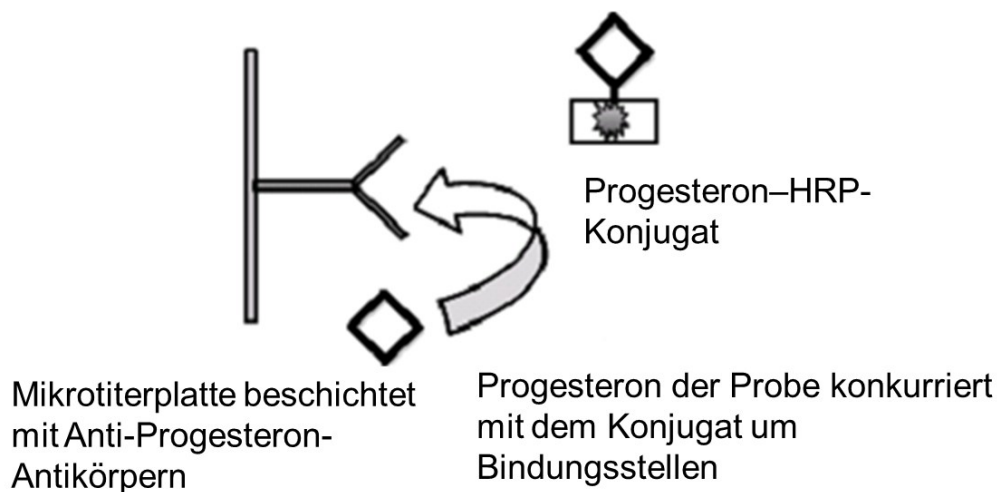 Progesteron–HRP-
Konjugat
Mikrotiterplatte beschichtet
mit Anti-Progesteron-
Antikörpern
Progesteron der Probe konkurriert
mit dem Konjugat um
Bindungsstellen